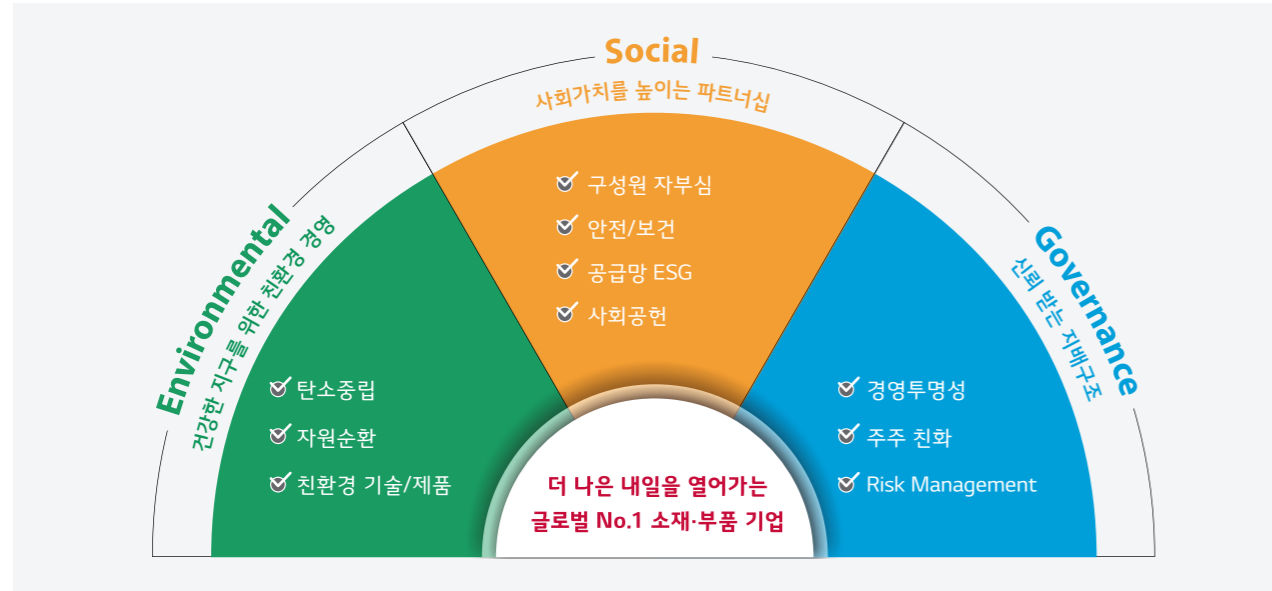 Social
사회가치를 높이는 파트너십
구성원 자부심
안전/보건
공급망 ESG
사회공헌
Environmental
건강한 지구를 위한 친환경 경영
탄소중립
자원순환
친환경 기술/제품
Governance
신뢰 받는 지배구조
경영투명성
주주 친화
Risk Management
더 나은 내일을 열어가는
글로벌 No.1 소재·부품 기업